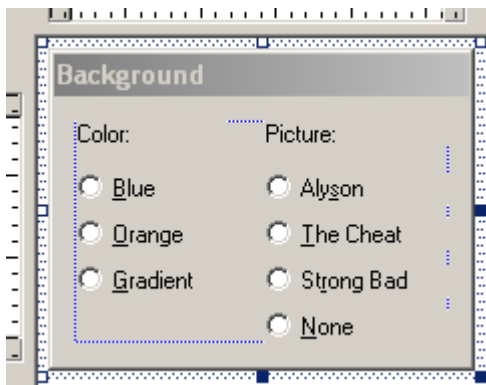 Background
Color:
Picture:
Blue
Alyson
Orange
The Cheat
Gradient
Strong Bad
None